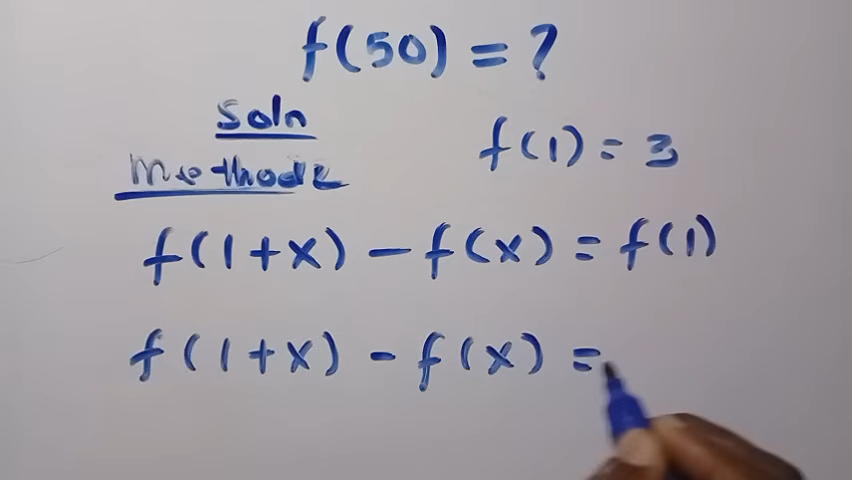 f(50) = ?
Soln
f(1) = 3
Methode
f(1+x) - f(x) = f(1)
f(1+x) - f(x) =